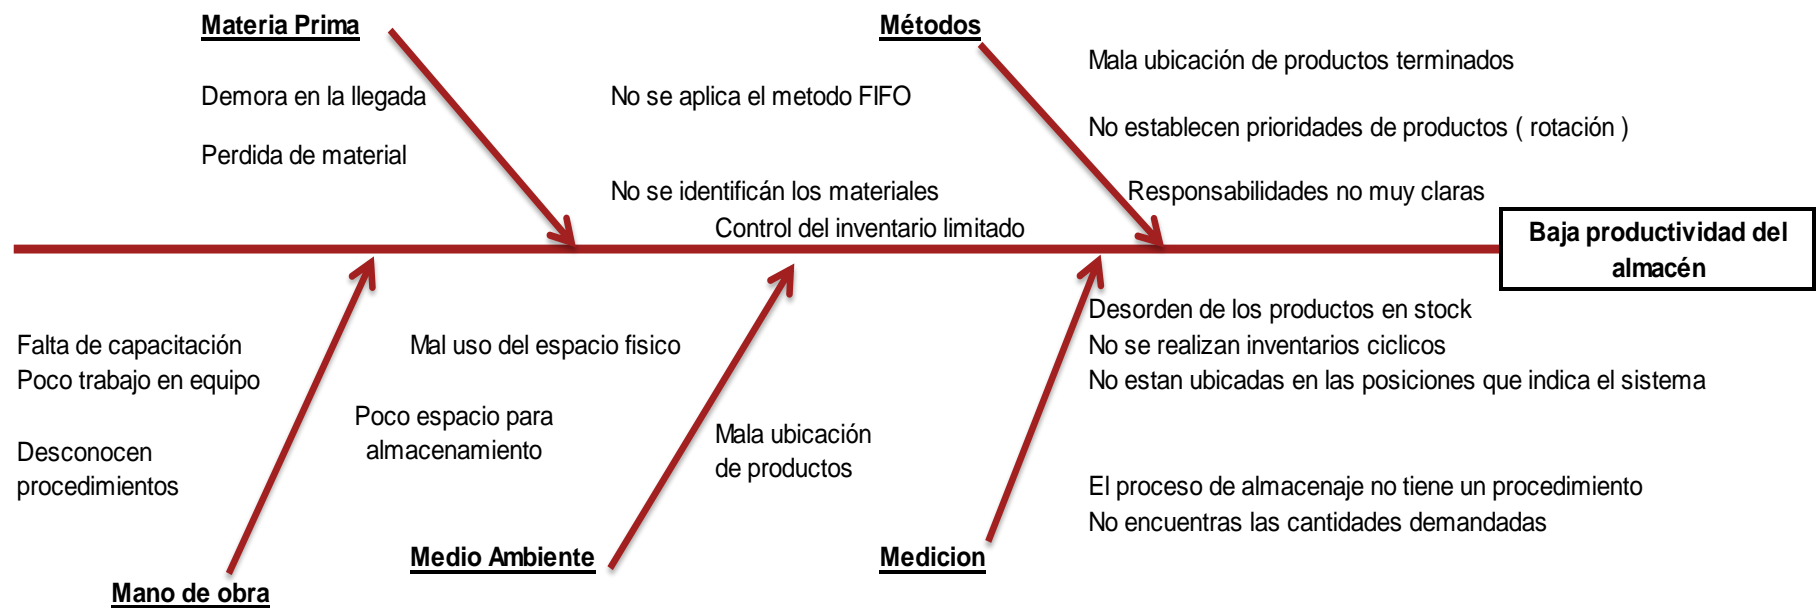 Materia Prima
Métodos
Mala ubicación de productos terminados
Demora en la llegada
No se aplica el metodo FIFO
No establecen prioridades de productos ( rotación )
Perdida de material
No se identificán los materiales
Responsabilidades no muy claras
Control del inventario limitado
Baja productividad del
almacén
Desorden de los productos en stock
Falta de capacitación
Mal uso del espacio fisico
No se realizan inventarios ciclicos
Poco trabajo en equipo
No estan ubicadas en las posiciones que indica el sistema
Poco espacio para
almacenamiento
Mala ubicación
de productos
Desconocen
procedimientos
El proceso de almacenaje no tiene un procedimiento
No encuentras las cantidades demandadas
Medio Ambiente
Medicion
Mano de obra